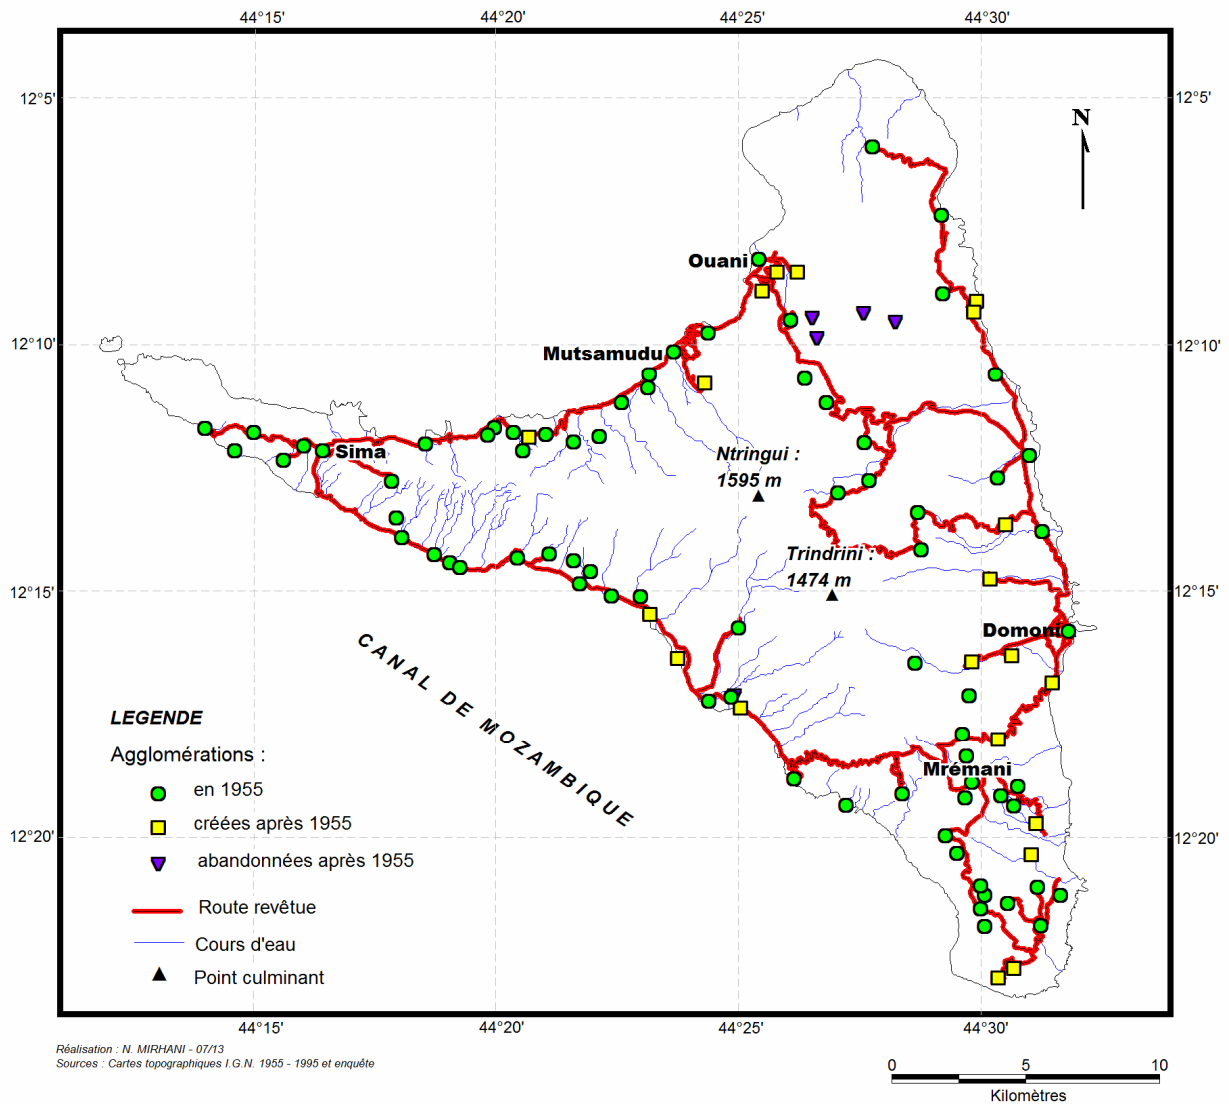 44°15'
44°20'
44°25'
44°30'
12°5'
12°5'
N
Ouani
12°10'
12°10'
Mutsamudu
Sima
Ntringui :
1595 m
Trindrini :
1474 m
12°15'
12°15'
Domoni
CANAL DE MOZAMBIQUE
LEGENDE
Agglomérations :
en 1955
créées après 1955
abandonnées après 1955
Route revêtue
Cours d'eau
Point culminant
Mrémani
12°20'
12°20'
44°15'
44°20'
44°25'
44°30'
Réalisation : N. MIRHANI - 07/13
Sources : Cartes topographiques I.G.N. 1955 - 1995 et enquête
0 5 10
Kilomètres